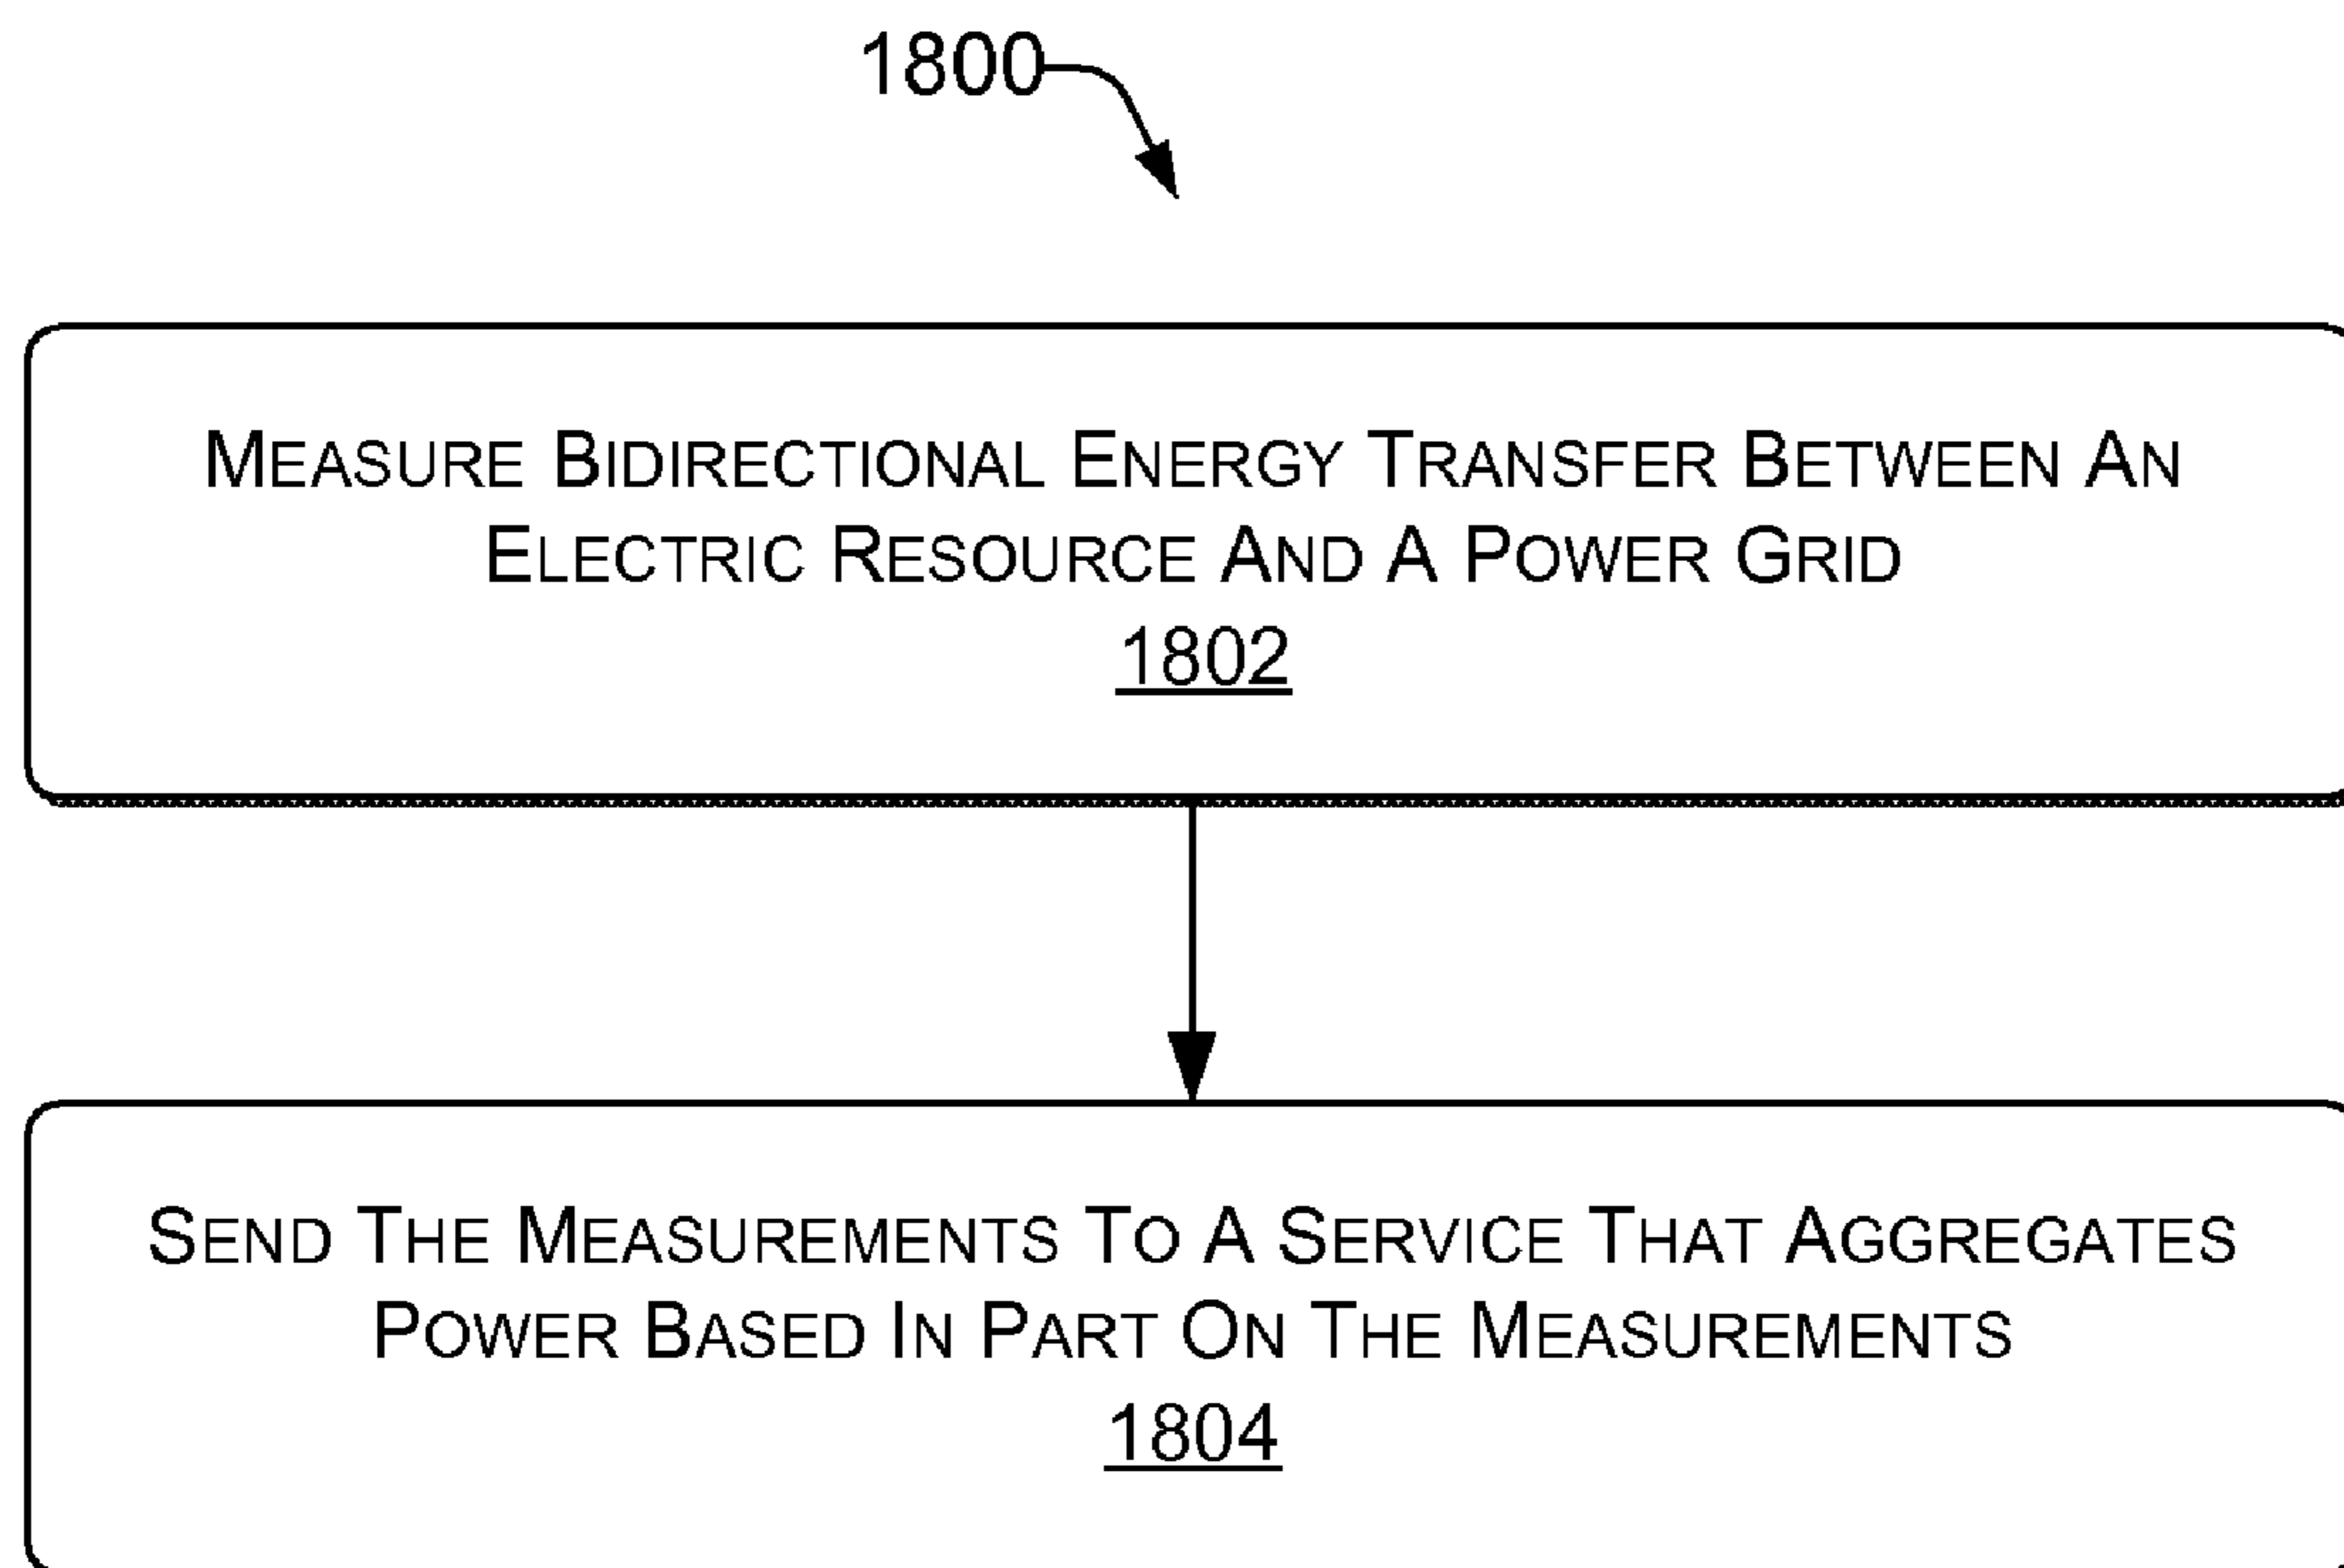 1800
MEASURE BIDIRECTIONAL ENERGY TRANSFER BETWEEN AN
ELECTRIC RESOURCE AND A POWER GRID
1802
SEND THE MEASUREMENTS TO A SERVICE THAT AGGREGATES
POWER BASED IN PART ON THE MEASUREMENTS
1804